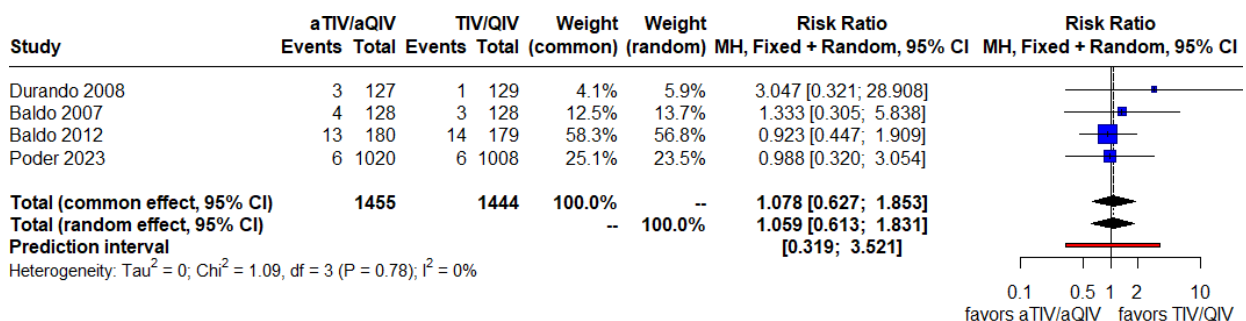 aTIV/aQIV TIV/QIV Weight Weight Risk Ratio Risk Ratio
Study Events Total Events Total (common) (random) MH, Fixed + Random, 95% CI MH, Fixed + Random, 95% CI
Durando 2008 3 127 1 129 4.1% 5.9% 3.047 [0.321; 28.908]
Baldo 2007 4 128 3 128 12.5% 13.7% 1.333 [0.305; 5.838]
Baldo 2012 13 180 14 179 58.3% 56.8% 0.923 [0.447; 1.909]
Poder 2023 6 1020 6 1008 25.1% 23.5% 0.988 [0.320; 3.054]
Total (common effect, 95% CI) 1455 1444 100.0% -- 1.078 [0.627; 1.853]
Total (random effect, 95% CI) -- 100.0% 1.059 [0.613; 1.831]
Prediction interval [0.319; 3.521]
Heterogeneity: Tau² = 0; Chi² = 1.09, df = 3 (P = 0.78); I² = 0%
0.1 0.5 1 2 10
favors aTIV/aQIV favors TIV/QIV